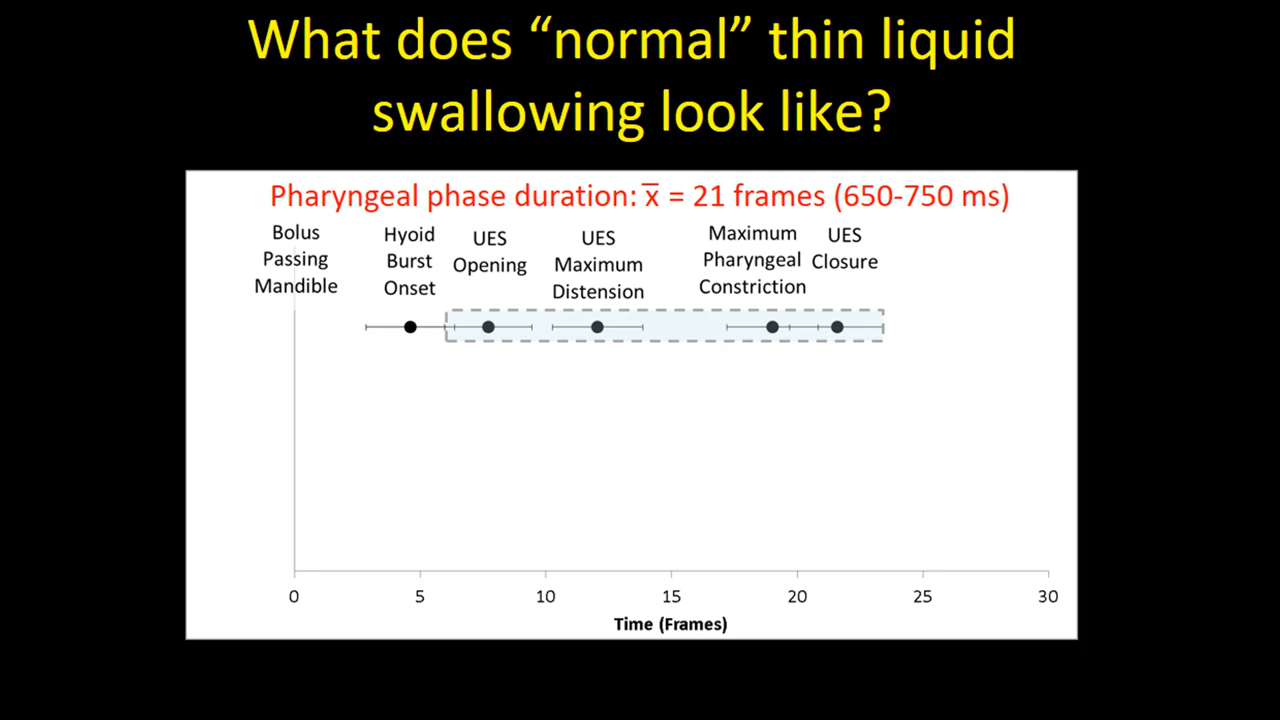 What does “normal” thin liquid
swallowing look like?
Pharyngeal phase duration: x̅ = 21 frames (650-750 ms)
Bolus
Passing
Mandible
Hyoid
Burst
Onset
UES
Opening
UES
Maximum
Distension
Maximum
Pharyngeal
Constriction
UES
Closure
0 5 10 15 20 25 30
Time (Frames)